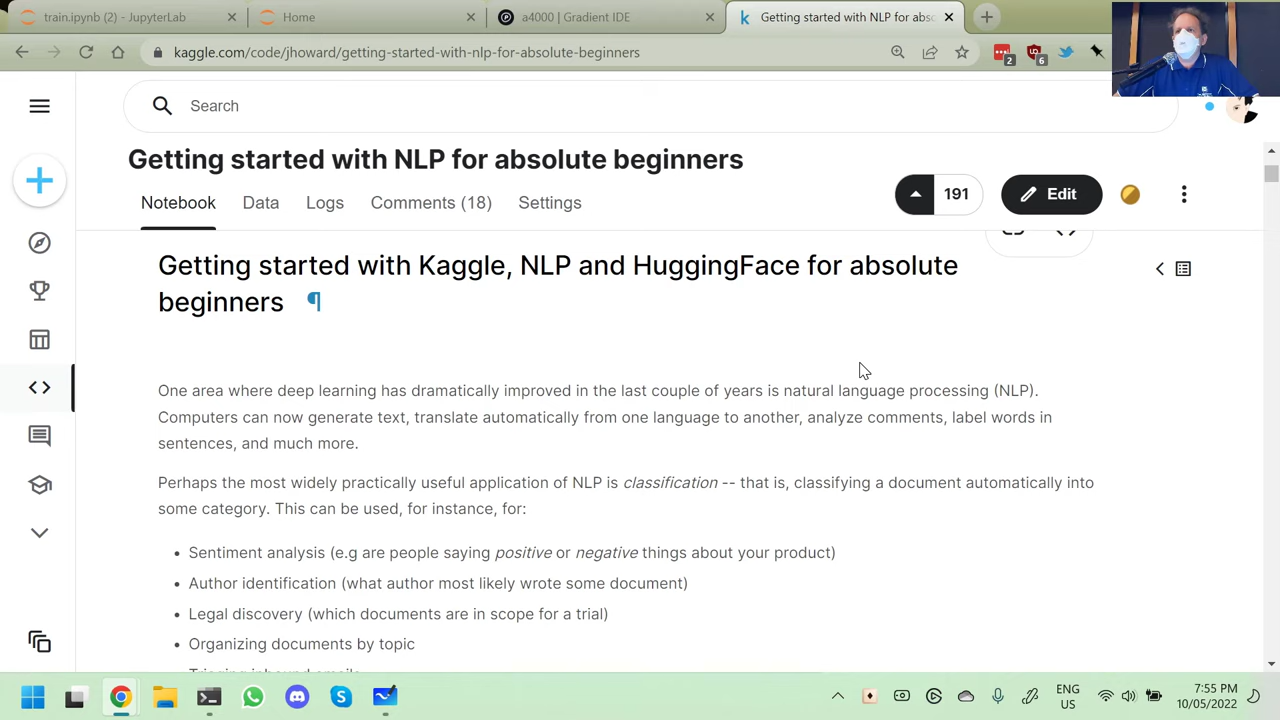 train.ipynb (2) - JupyterLab
Home
a4000 | Gradient IDE
Getting started with NLP for abso
kaggle.com/code/jhoward/getting-started-with-nlp-for-absolute-beginners
2
6
Search
Getting started with NLP for absolute beginners
Notebook
Data
Logs
Comments (18)
Settings
191
Edit
Getting started with Kaggle, NLP and HuggingFace for absolute
beginners ¶
One area where deep learning has dramatically improved in the last couple of years is natural language processing (NLP).
Computers can now generate text, translate automatically from one language to another, analyze comments, label words in
sentences, and much more.
Perhaps the most widely practically useful application of NLP is classification -- that is, classifying a document automatically into
some category. This can be used, for instance, for:
• Sentiment analysis (e.g are people saying positive or negative things about your product)
• Author identification (what author most likely wrote some document)
• Legal discovery (which documents are in scope for a trial)
• Organizing documents by topic
• Triaging inbound emails
ENG
US
7:55 PM
10/05/2022